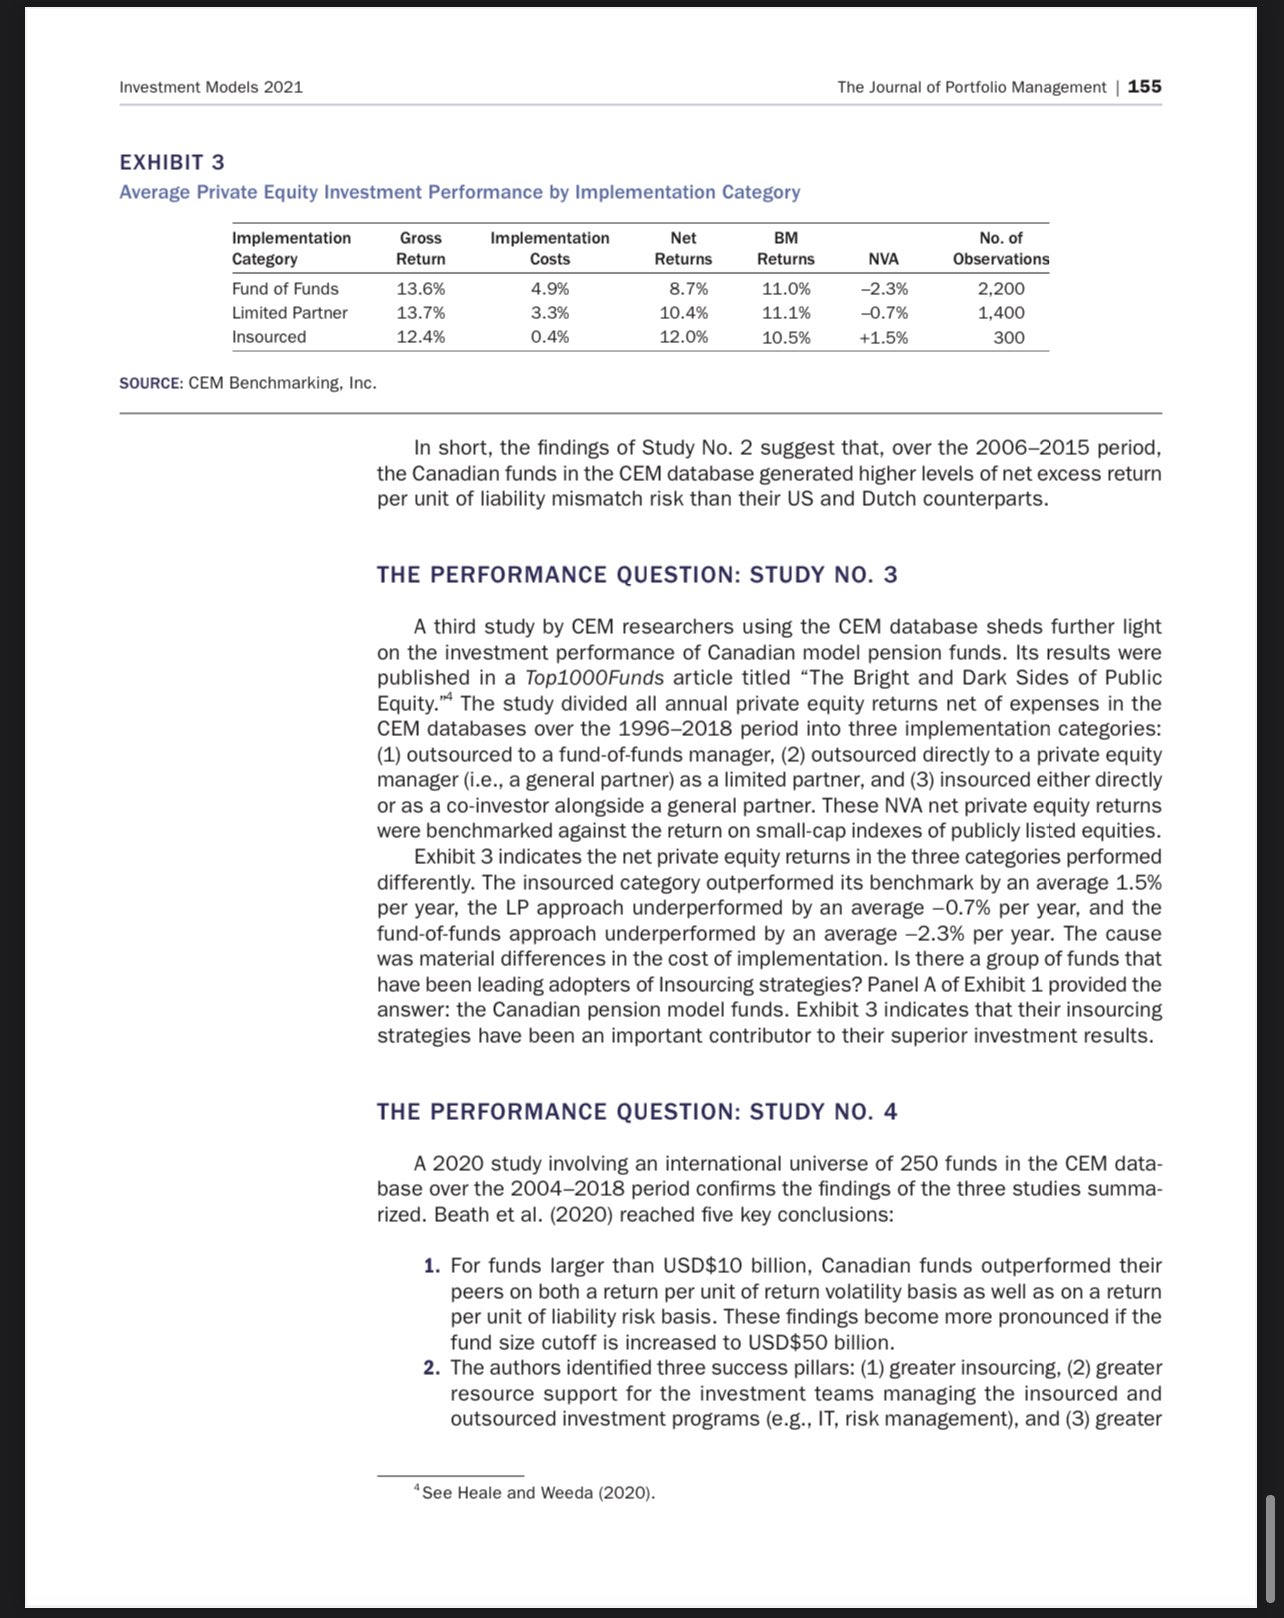 Investment Models 2021 The Journal of Portfolio Management | 155
EXHIBIT 3
Average Private Equity Investment Performance by Implementation Category
Implementation Gross Implementation Net BM No. of
Category Return Costs Returns Returns NVA Observations
Fund of Funds 13.6% 4.9% 8.7% 11.0% –2.3% 2,200
Limited Partner 13.7% 3.3% 10.4% 11.1% –0.7% 1,400
Insourced 12.4% 0.4% 12.0% 10.5% +1.5% 300
SOURCE: CEM Benchmarking, Inc.
In short, the findings of Study No. 2 suggest that, over the 2006–2015 period,
the Canadian funds in the CEM database generated higher levels of net excess return
per unit of liability mismatch risk than their US and Dutch counterparts.
THE PERFORMANCE QUESTION: STUDY NO. 3
A third study by CEM researchers using the CEM database sheds further light
on the investment performance of Canadian model pension funds. Its results were
published in a Top1000Funds article titled “The Bright and Dark Sides of Public
Equity.”4 The study divided all annual private equity returns net of expenses in the
CEM databases over the 1996–2018 period into three implementation categories:
(1) outsourced to a fund-of-funds manager, (2) outsourced directly to a private equity
manager (i.e., a general partner) as a limited partner, and (3) insourced either directly
or as a co-investor alongside a general partner. These NVA net private equity returns
were benchmarked against the return on small-cap indexes of publicly listed equities.
Exhibit 3 indicates the net private equity returns in the three categories performed
differently. The insourced category outperformed its benchmark by an average 1.5%
per year, the LP approach underperformed by an average –0.7% per year, and the
fund-of-funds approach underperformed by an average –2.3% per year. The cause
was material differences in the cost of implementation. Is there a group of funds that
have been leading adopters of Insourcing strategies? Panel A of Exhibit 1 provided the
answer: the Canadian pension model funds. Exhibit 3 indicates that their insourcing
strategies have been an important contributor to their superior investment results.
THE PERFORMANCE QUESTION: STUDY NO. 4
A 2020 study involving an international universe of 250 funds in the CEM data-
base over the 2004–2018 period confirms the findings of the three studies summa-
rized. Beath et al. (2020) reached five key conclusions:
1. For funds larger than USD$10 billion, Canadian funds outperformed their
peers on both a return per unit of return volatility basis as well as on a return
per unit of liability risk basis. These findings become more pronounced if the
fund size cutoff is increased to USD$50 billion.
2. The authors identified three success pillars: (1) greater insourcing, (2) greater
resource support for the investment teams managing the insourced and
outsourced investment programs (e.g., IT, risk management), and (3) greater
4 See Heale and Weeda (2020).